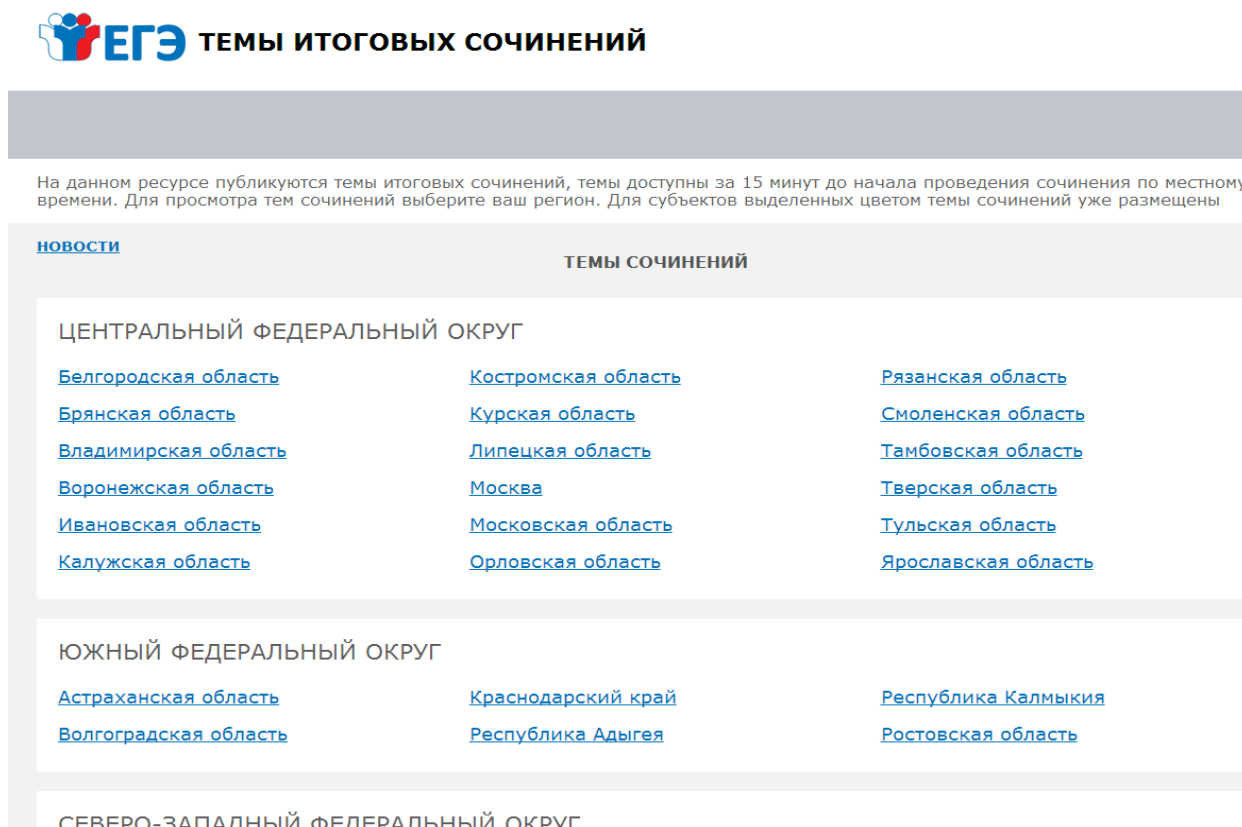 ЕГЭ ТЕМЫ ИТОГОВЫХ СОЧИНЕНИЙ
На данном ресурсе публикуются темы итоговых сочинений, темы доступны за 15 минут до начала проведения сочинения по местному
времени. Для просмотра тем сочинений выберите ваш регион. Для субъектов выделенных цветом темы сочинений уже размещены
НОВОСТИ
ТЕМЫ СОЧИНЕНИЙ
ЦЕНТРАЛЬНЫЙ ФЕДЕРАЛЬНЫЙ ОКРУГ
Белгородская область Костромская область Рязанская область
Брянская область Курская область Смоленская область
Владимирская область Липецкая область Тамбовская область
Воронежская область Москва Тверская область
Ивановская область Московская область Тульская область
Калужская область Орловская область Ярославская область
ЮЖНЫЙ ФЕДЕРАЛЬНЫЙ ОКРУГ
Астраханская область Краснодарский край Республика Калмыкия
Волгоградская область Республика Адыгея Ростовская область
СЕВЕРО-ЗАПАДНЫЙ ФЕДЕРАЛЬНЫЙ ОКРУГ